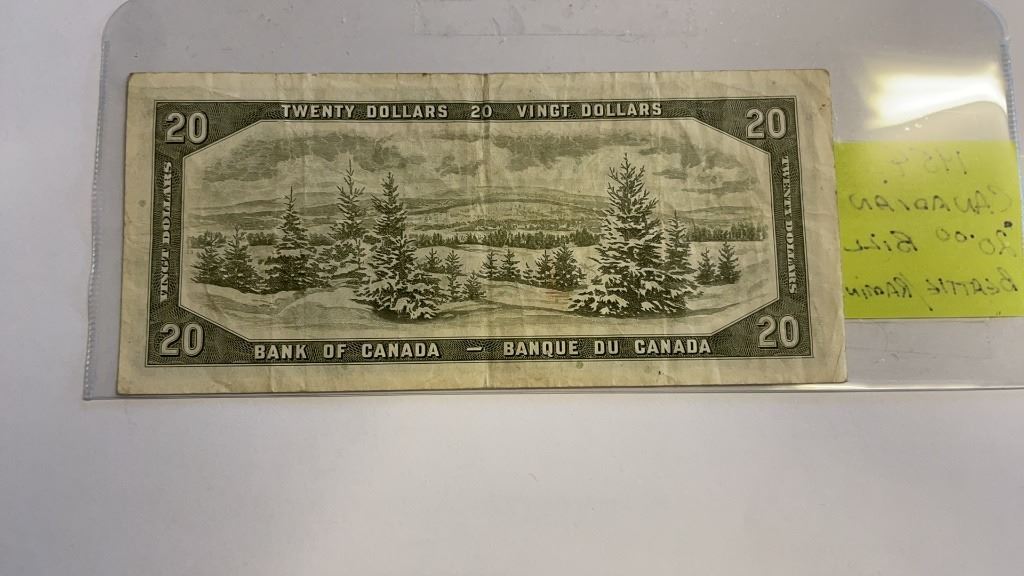 TWENTY DOLLARS 20 VINGT DOLLARS
20
20
VINGT DOLLARS
TWENTY DOLLARS
20
20
BANK OF CANADA — BANQUE DU CANADA
1954
CANADIAN
20.00 Bill
BEATTIE/